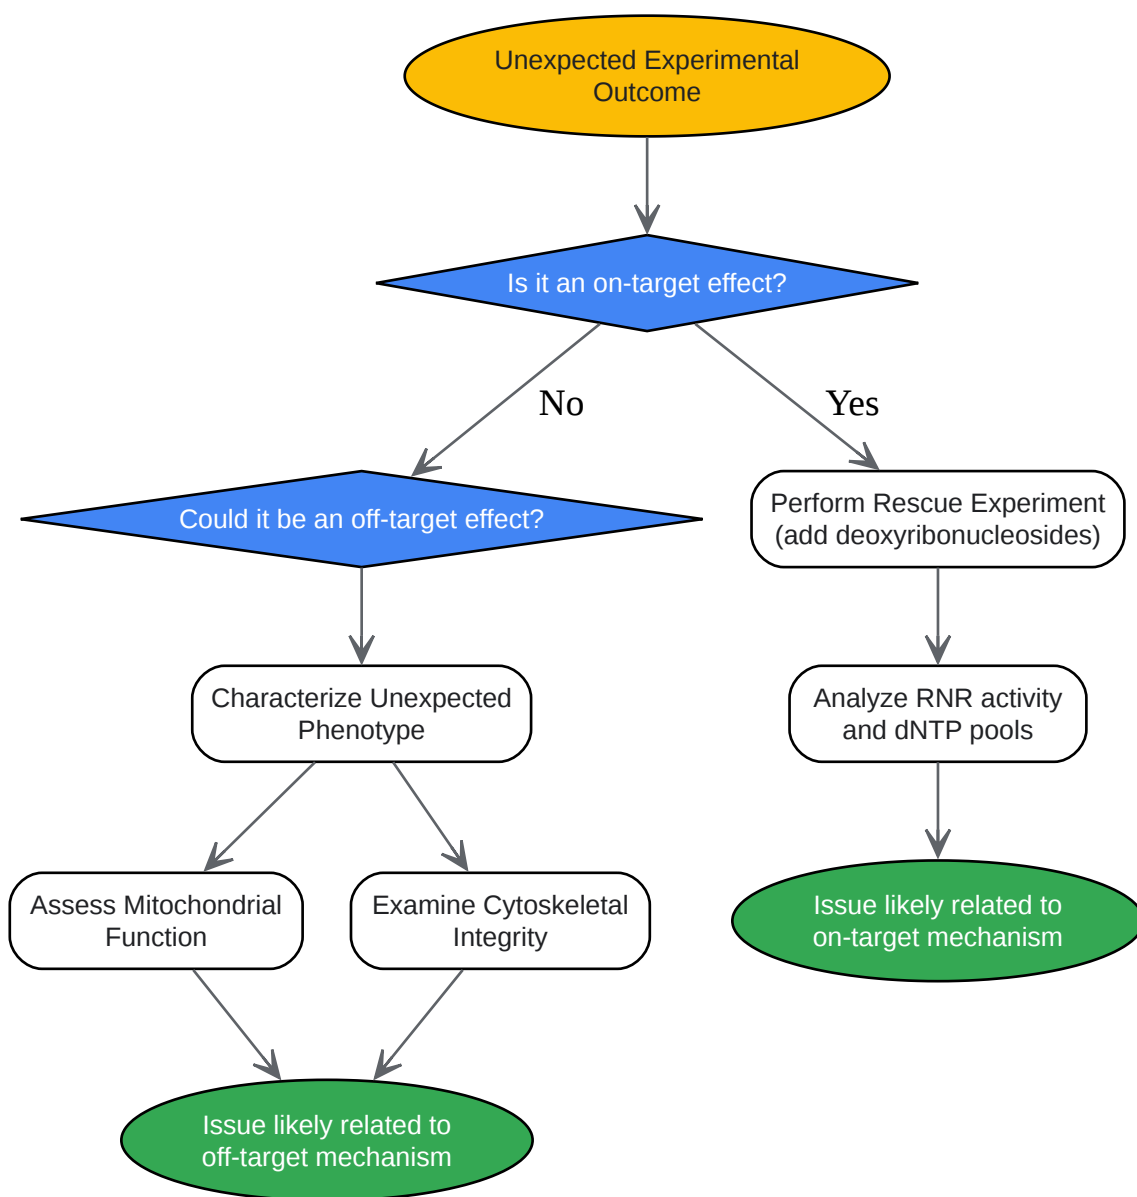 Unexpected Experimental
Outcome
Is it an on-target effect?
No
Yes
Could it be an off-target effect?
Perform Rescue Experiment
(add deoxyribonucleosides)
Characterize Unexpected
Phenotype
Analyze RNR activity
and dNTP pools
Assess Mitochondrial
Function
Examine Cytoskeletal
Integrity
Issue likely related to
on-target mechanism
Issue likely related to
off-target mechanism